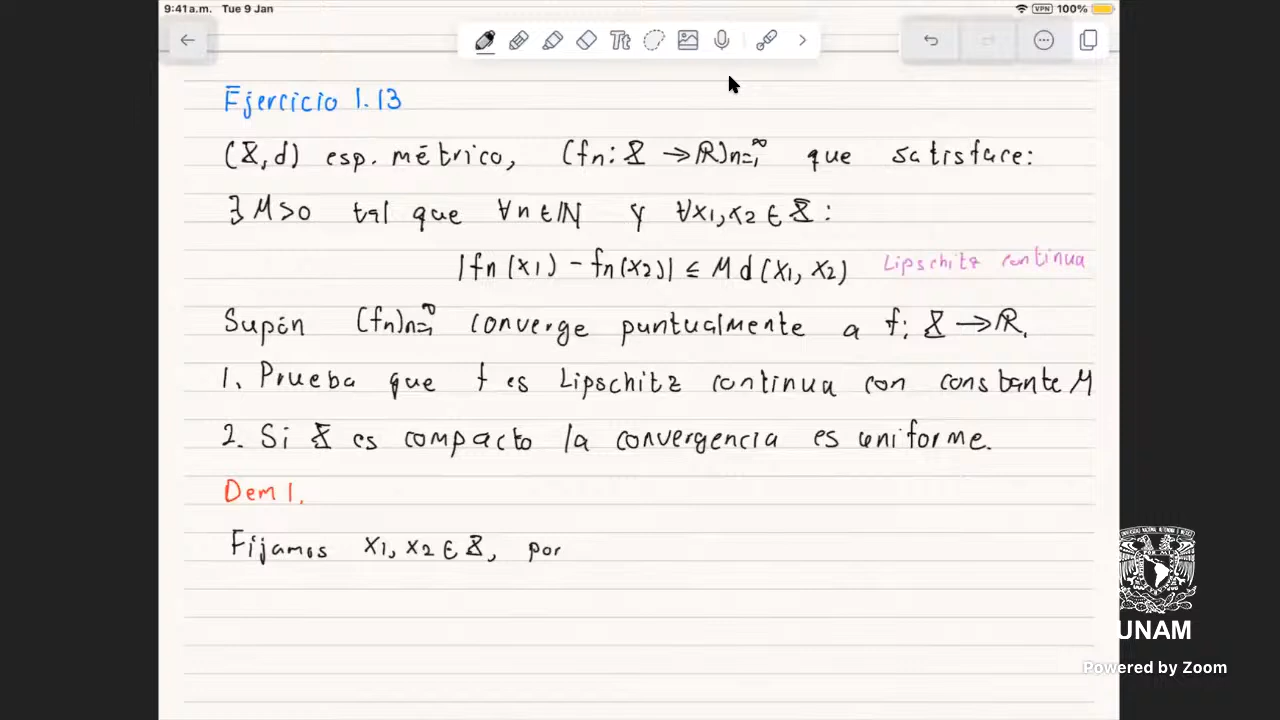 9:41 a.m. Tue 9 Jan
VPN 100%
Tt
Ejercicio 1.13
(X,d) esp. métrico, (fn: X → ℝ)n=1^∞ que satisface:
∃ M>0 tal que ∀n∈ℕ y ∀x1,x2 ∈ X:
|fn(x1) - fn(x2)| ≤ M d(x1, x2) Lipschitz continua
Supón (fn)n=1^∞ converge puntualmente a f: X → ℝ.
1. Prueba que f es Lipschitz continua con constante M
2. Si X es compacto la convergencia es uniforme.
Dem 1.
Fijamos x1, x2 ∈ X, por
UNAM
Powered by Zoom